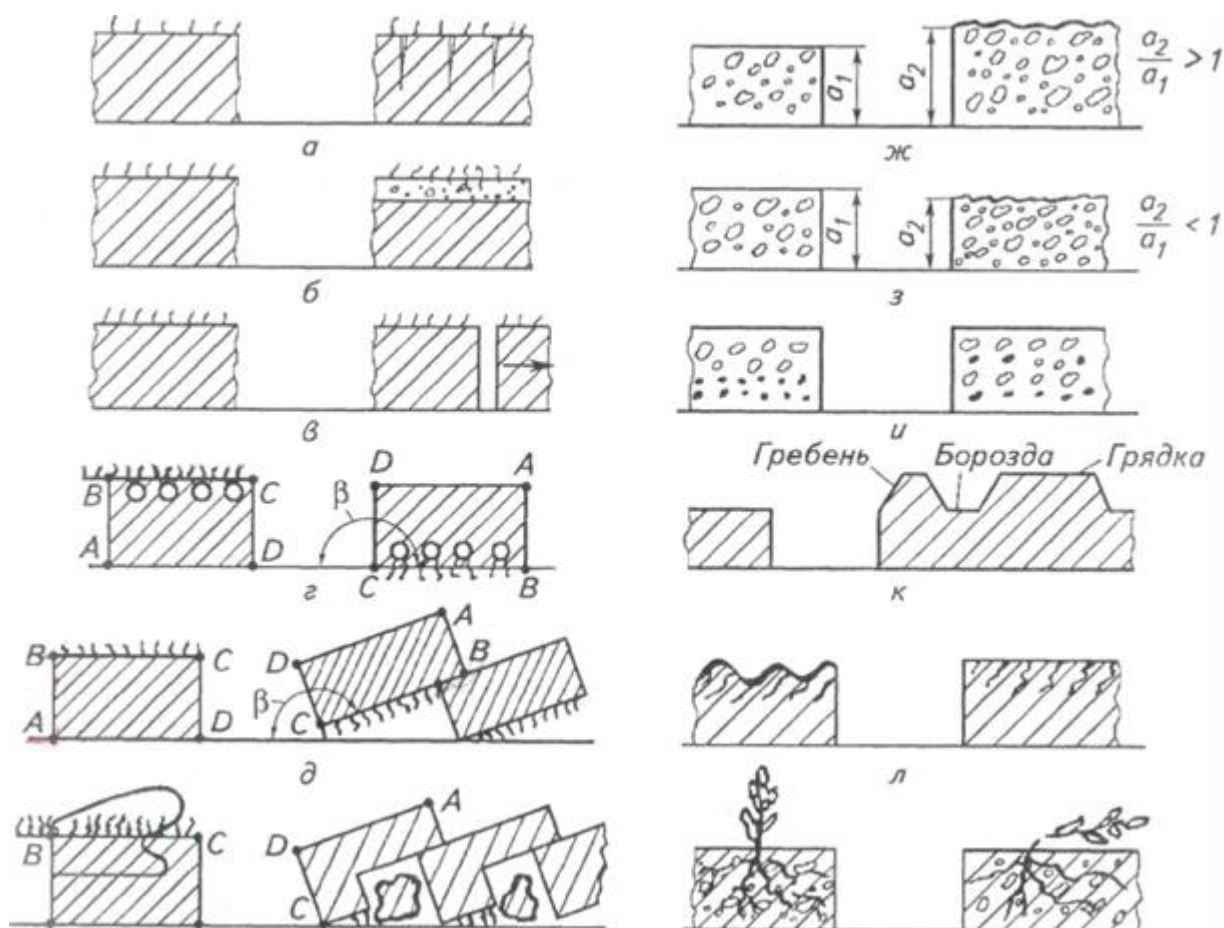 а
б
в
B
C
A
D
D
A
β
C
B
г
B
C
A
D
A
D
B
β
C
д
B
C
A
D
C
a₁
a₂
a₂/a₁ > 1
ж
a₁
a₂
a₂/a₁ < 1
з
и
Гребень
Борозда
Грядка
к
л